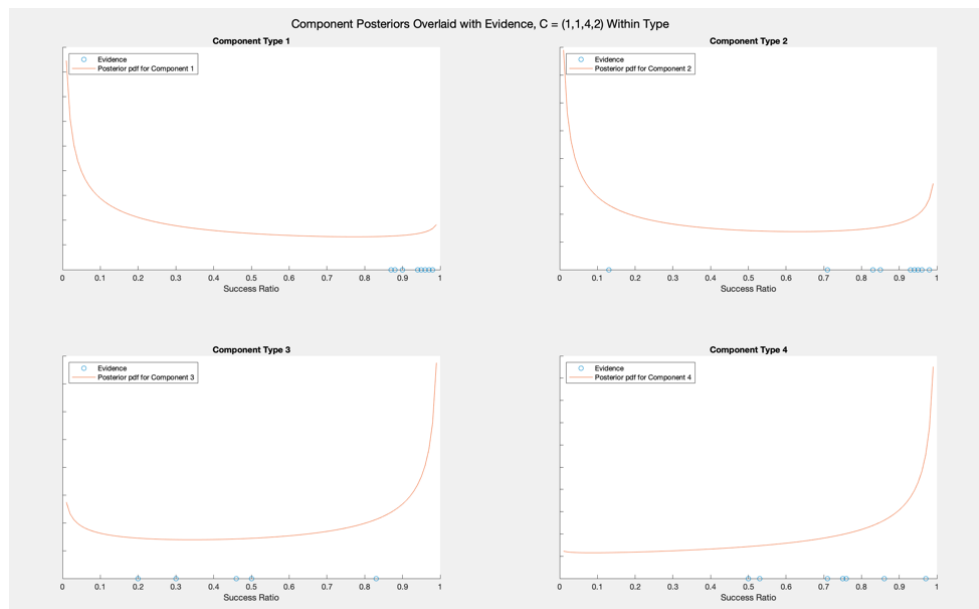 Component Posteriors Overlaid with Evidence, C = (1,1,4,2) Within Type
Component Type 1
Evidence
Posterior pdf for Component 1
0 0.1 0.2 0.3 0.4 0.5 0.6 0.7 0.8 0.9 1
Success Ratio
Component Type 2
Evidence
Posterior pdf for Component 2
0 0.1 0.2 0.3 0.4 0.5 0.6 0.7 0.8 0.9 1
Success Ratio
Component Type 3
Evidence
Posterior pdf for Component 3
0 0.1 0.2 0.3 0.4 0.5 0.6 0.7 0.8 0.9 1
Success Ratio
Component Type 4
Evidence
Posterior pdf for Component 4
0 0.1 0.2 0.3 0.4 0.5 0.6 0.7 0.8 0.9 1
Success Ratio